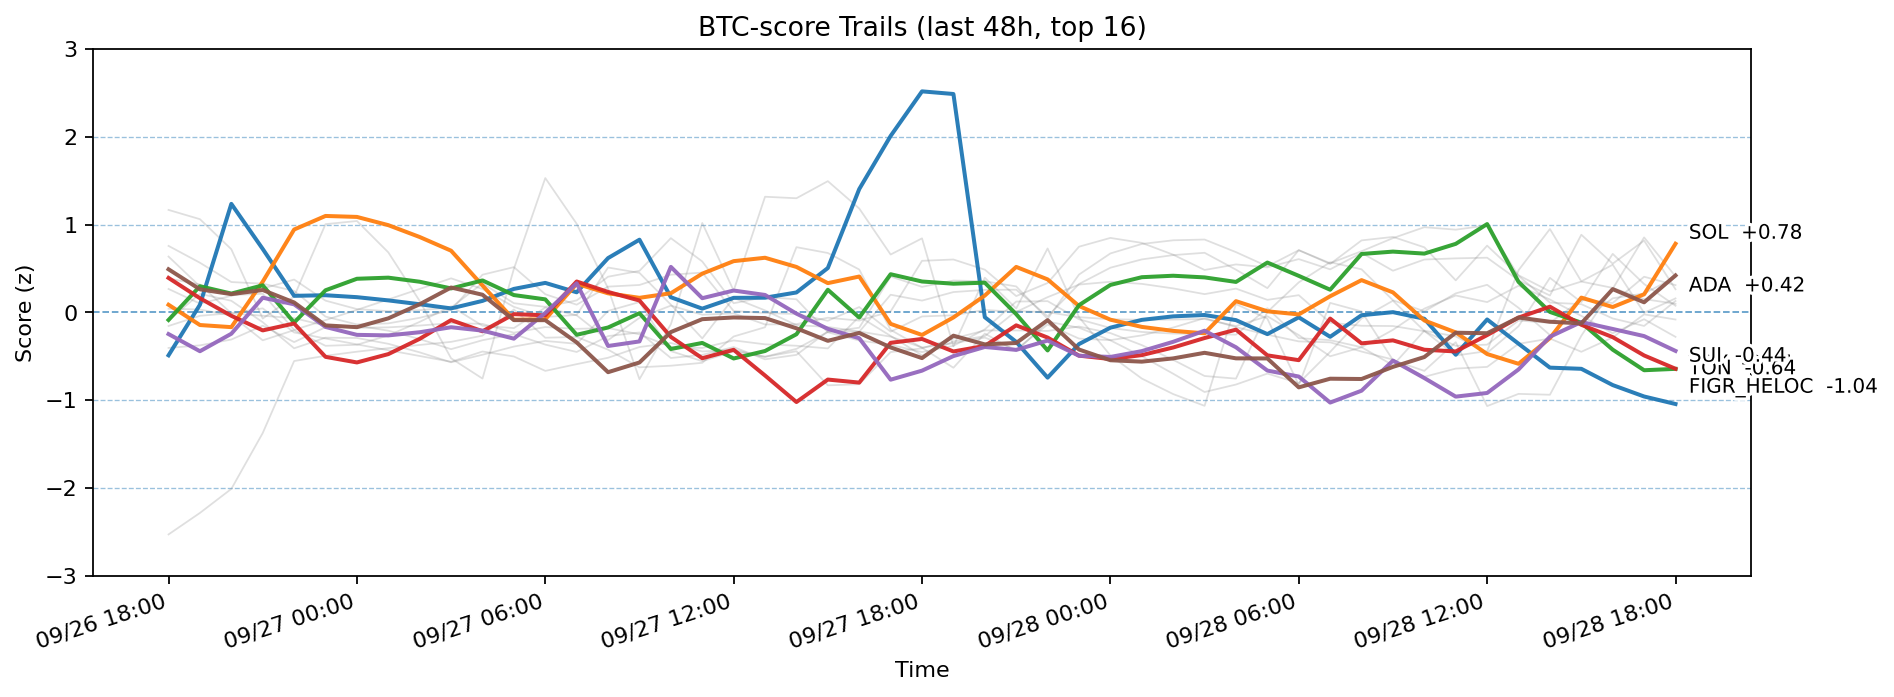 BTC-score Trails (last 48h, top 16)
Score (z)
3
2
1
0
−1
−2
−3
SOL +0.78
ADA +0.42
SUI -0.44
TON -0.64
FIGR_HELOC -1.04
09/26 18:00
09/27 00:00
09/27 06:00
09/27 12:00
09/27 18:00
09/28 00:00
09/28 06:00
09/28 12:00
09/28 18:00
Time